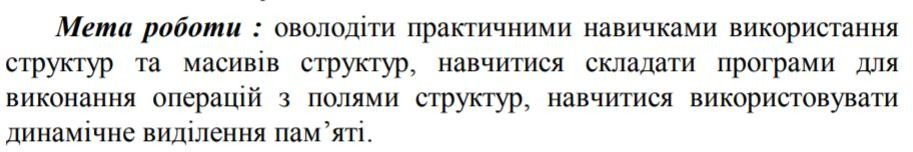 Мета роботи : оволодіти практичними навичками використання
структур та масивів структур, навчитися складати програми для
виконання операцій з полями структур, навчитися використовувати
динамічне виділення пам’яті.